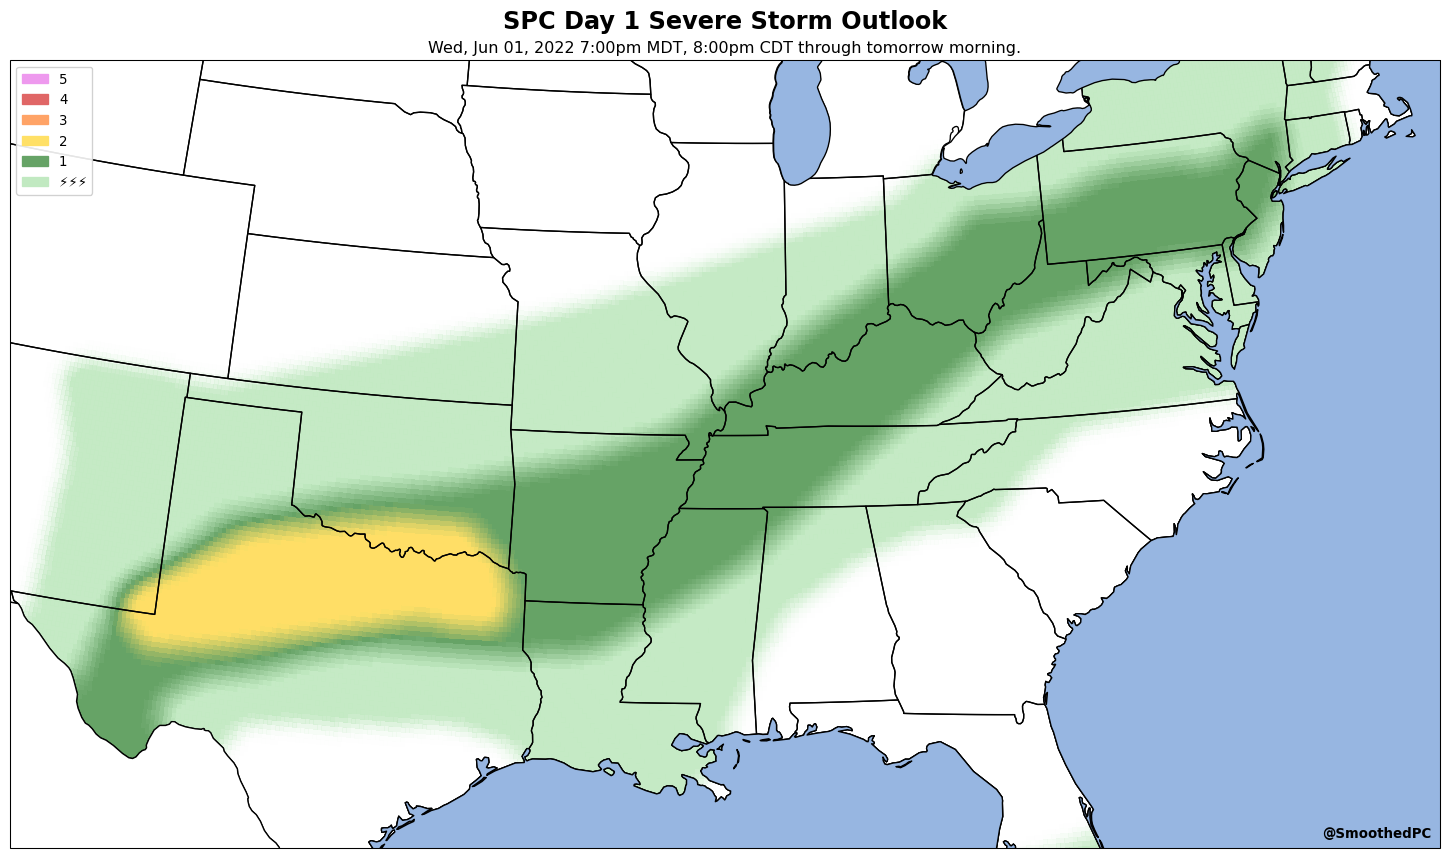 SPC Day 1 Severe Storm Outlook
Wed, Jun 01, 2022 7:00pm MDT, 8:00pm CDT through tomorrow morning.
5
4
3
2
1
⚡⚡⚡
@SmoothedPC